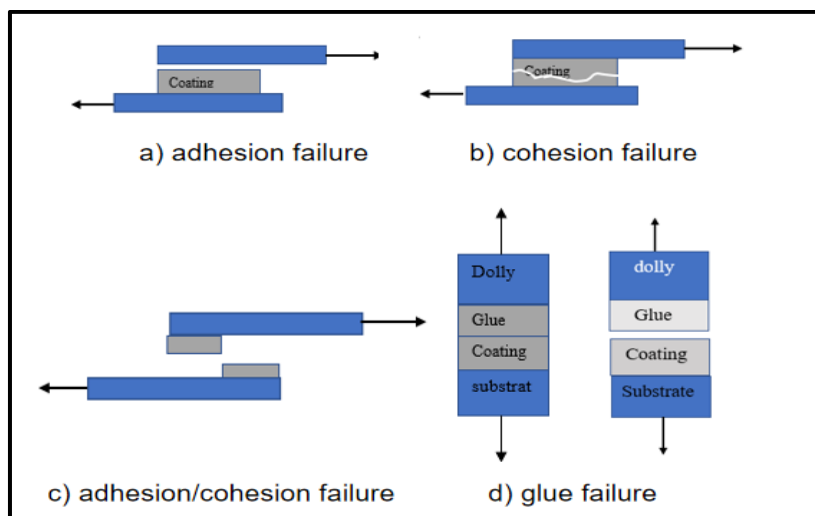 Coating
a) adhesion failure
Coating
b) cohesion failure
c) adhesion/cohesion failure
Dolly
Glue
Coating
substrat
dolly
Glue
Coating
Substrate
d) glue failure